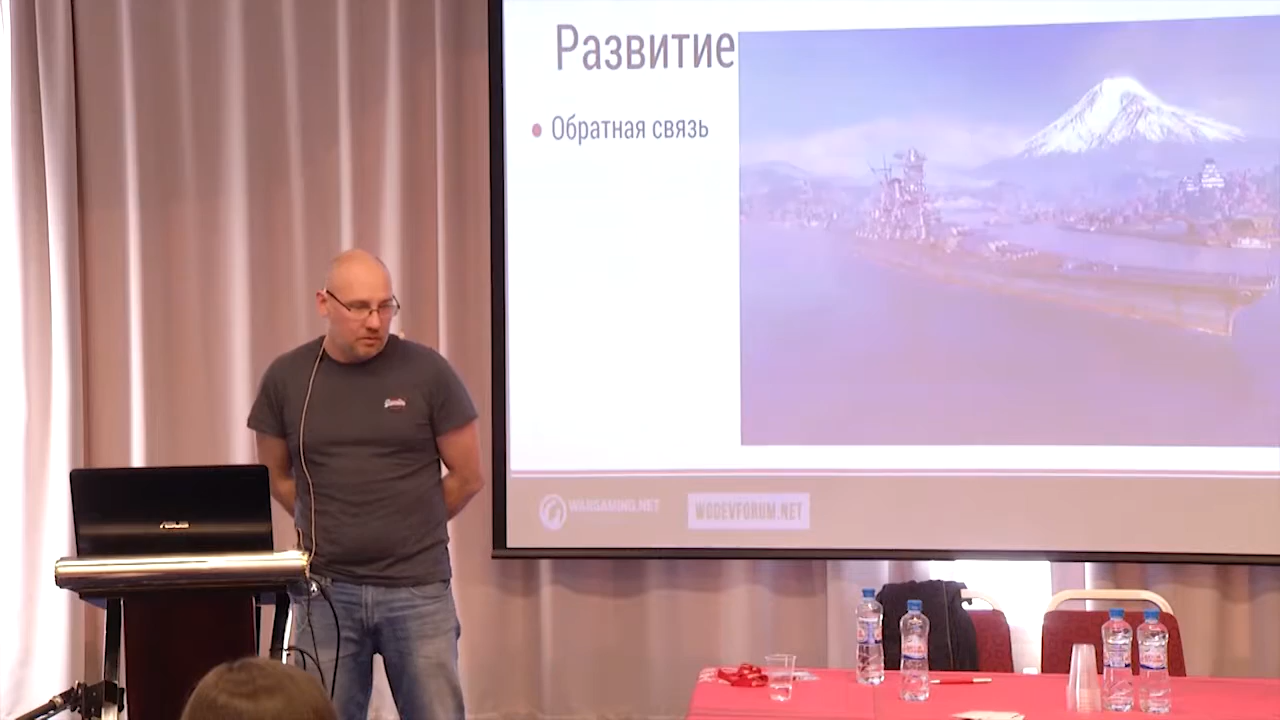 Развитие
• Обратная связь
WARGAMING.NET
WGDEVFORUM.NET
ASUS